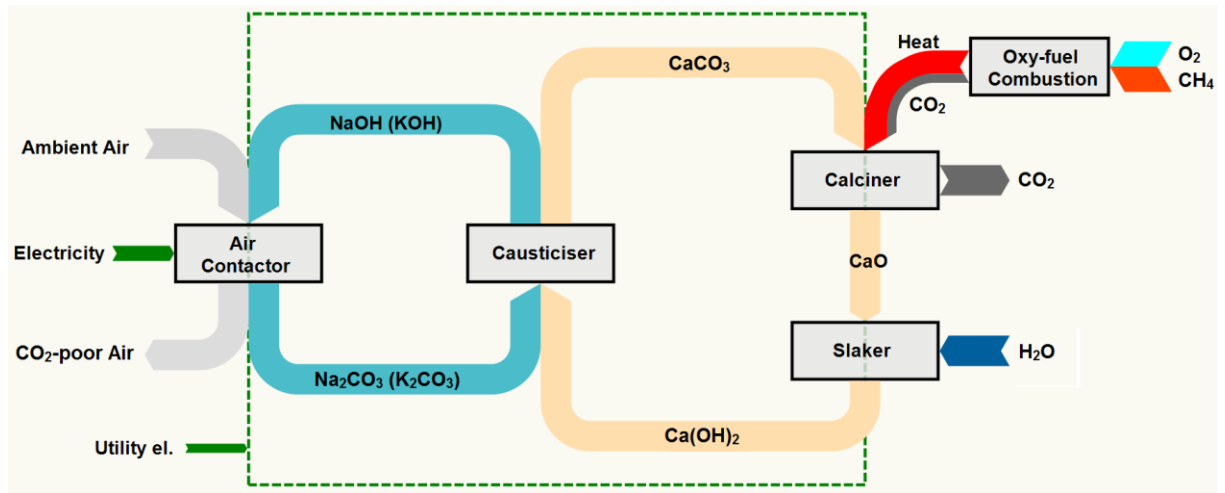 Heat
Oxy-fuel
Combustion
O₂
CH₄
CaCO₃
CO₂
NaOH (KOH)
Ambient Air
Calciner
CO₂
Electricity
Air
Contactor
Causticiser
CaO
CO₂-poor Air
Slaker
H₂O
Na₂CO₃ (K₂CO₃)
Ca(OH)₂
Utility el.